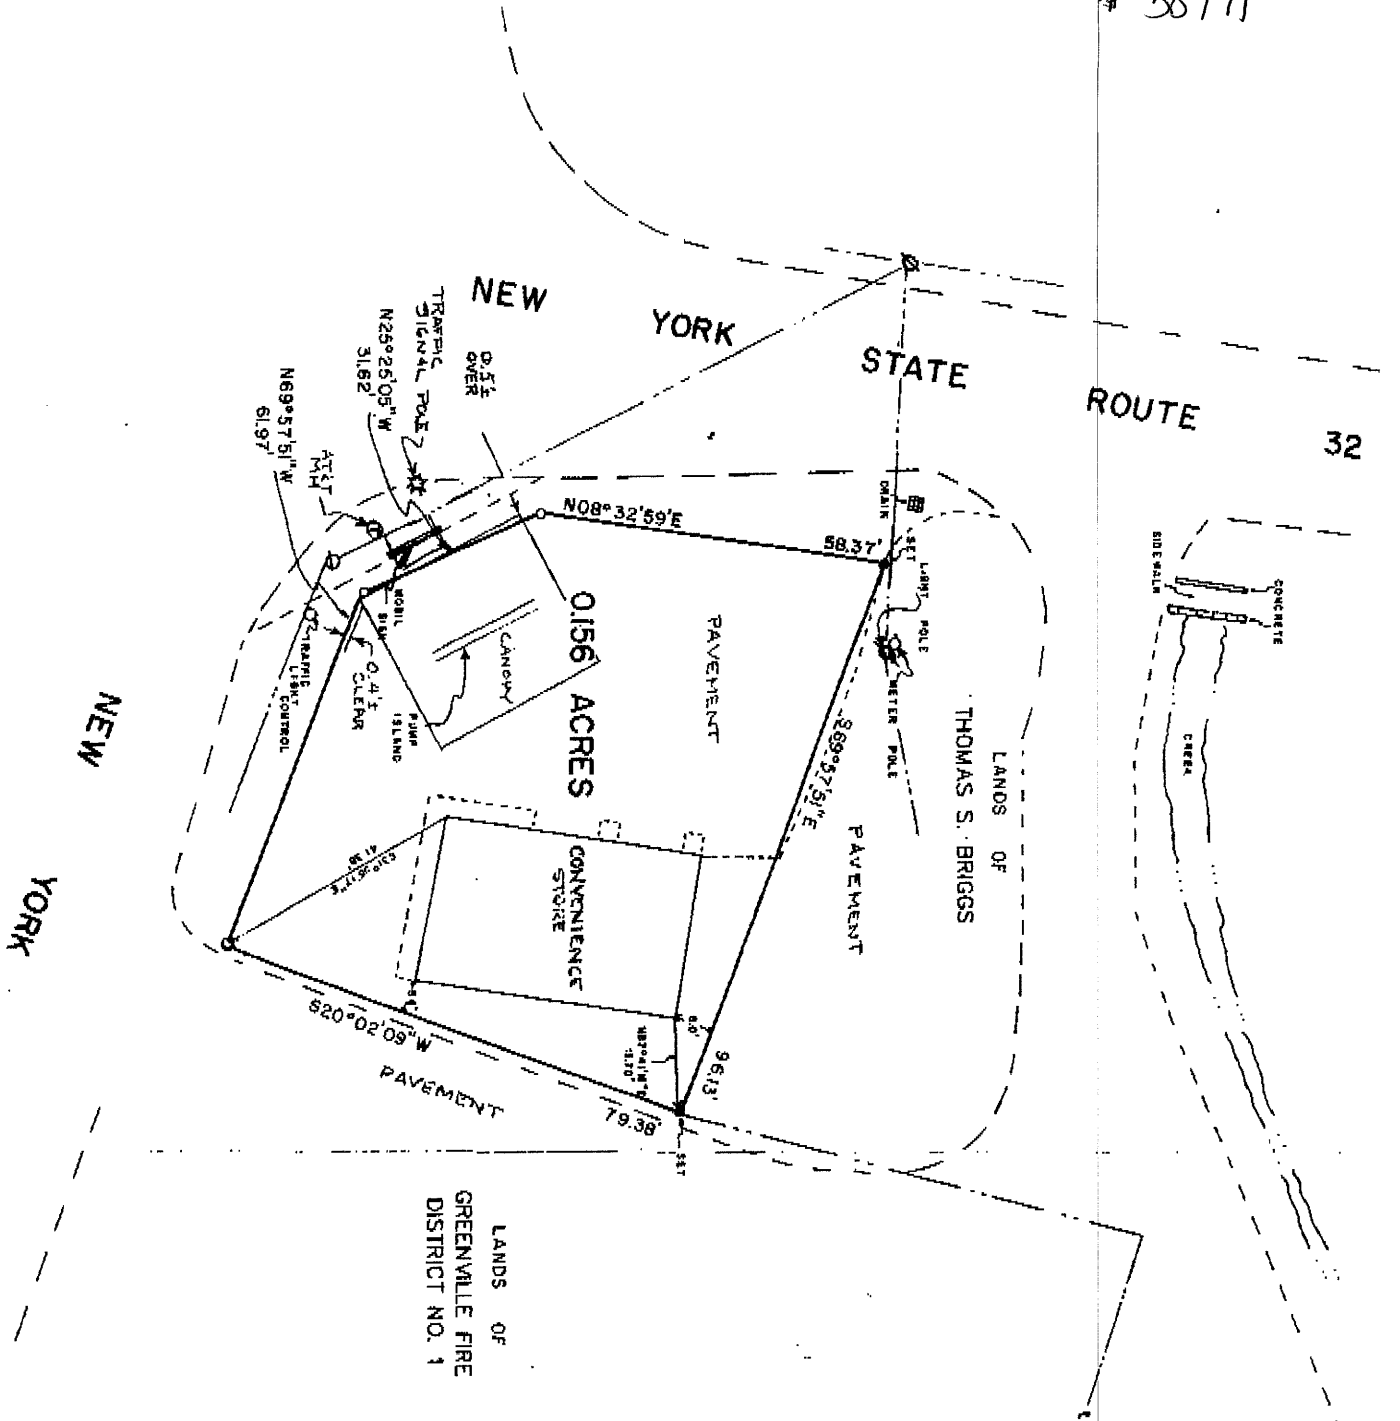 NEW
YORK
STATE
ROUTE
32
TRAFFIC
SIGNAL POLE
0.5'±
OVER
N25°25'05"W
31.62'
N69°57'51"W
61.97'
AT&T
MH
MOBIL
SIGN
TRAFFIC
LIGHT
CONTROL
0.4'±
CLEAR
PUMP
ISLAND
CANOPY
0.156 ACRES
N08°32'59"E
58.37'
PAVEMENT
DRAIN
LIGHT POLE
METER POLE
S69°57'51"E
96.13'
PAVEMENT
LANDS OF
THOMAS S. BRIGGS
SIDEWALK
CONCRETE
CREEK
CONVENIENCE
STORE
41.38'
6.0'
S20°02'09"W
79.38'
PAVEMENT
SET
NEW
YORK
LANDS OF
GREENVILLE FIRE
DISTRICT NO. 1